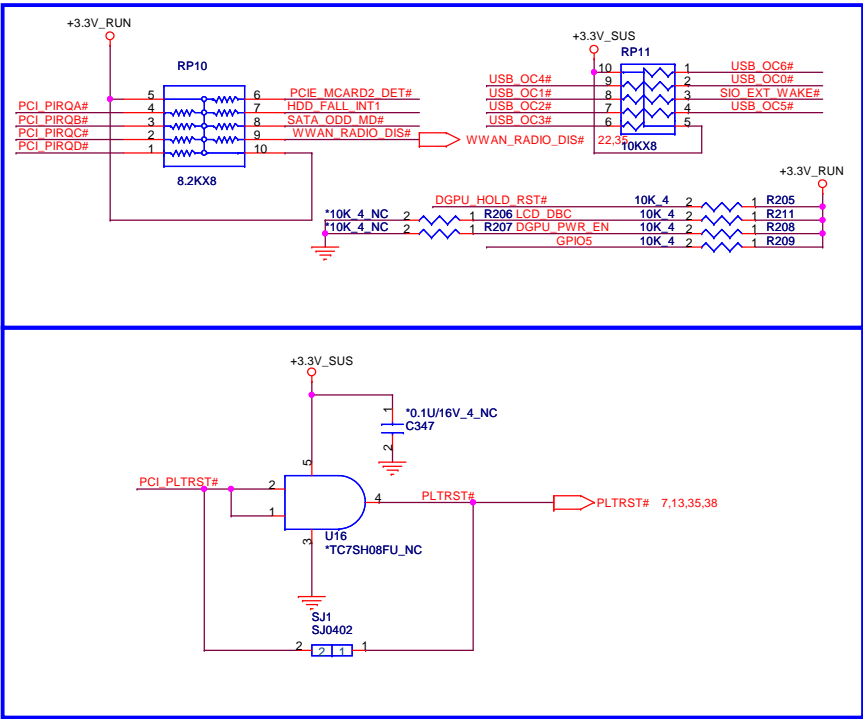 +3.3V_RUN
RP10
5 6 PCIE_MCARD2_DET#
PCI_PIRQA# 4 7 HDD_FALL_INT1
PCI_PIRQB# 3 8 SATA_ODD_MD#
PCI_PIRQC# 2 9 WWAN_RADIO_DIS# WWAN_RADIO_DIS# 22,35
PCI_PIRQD# 1 10
8.2KX8
+3.3V_SUS
RP11
10 1 USB_OC6#
USB_OC4# 9 2 USB_OC0#
USB_OC1# 8 3 SIO_EXT_WAKE#
USB_OC2# 7 4 USB_OC5#
USB_OC3# 6 5
10KX8
+3.3V_RUN
DGPU_HOLD_RST# 10K_4 2 1 R205
*10K_4_NC 2 1 R206 LCD_DBC 10K_4 2 1 R211
*10K_4_NC 2 1 R207 DGPU_PWR_EN 10K_4 2 1 R208
GPIO5 10K_4 2 1 R209
+3.3V_SUS
1
*0.1U/16V_4_NC
C347
2
5
PCI_PLTRST# 2
1
4 PLTRST# PLTRST# 7,13,35,38
3
U16
*TC7SH08FU_NC
SJ1
SJ0402
2 2 1 1